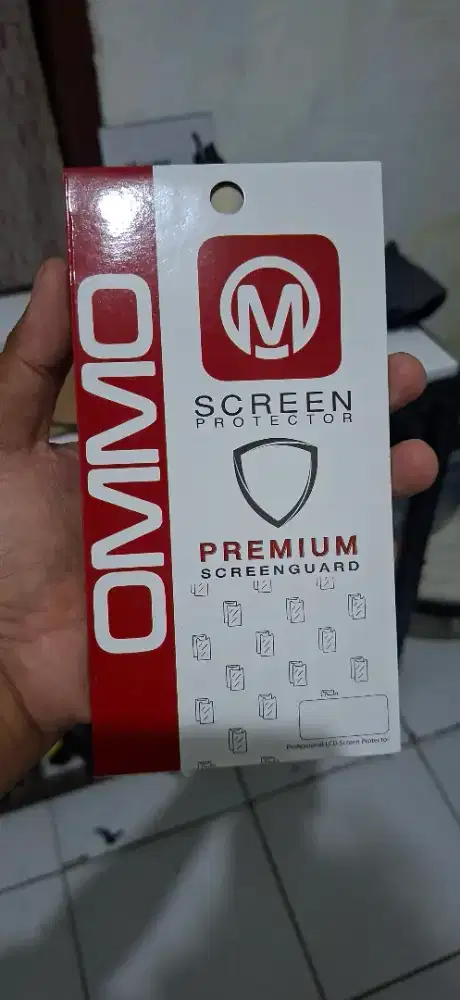 OMMO
M
SCREEN
PROTECTOR
PREMIUM
SCREENGUARD
Professional LCD Screen Protector